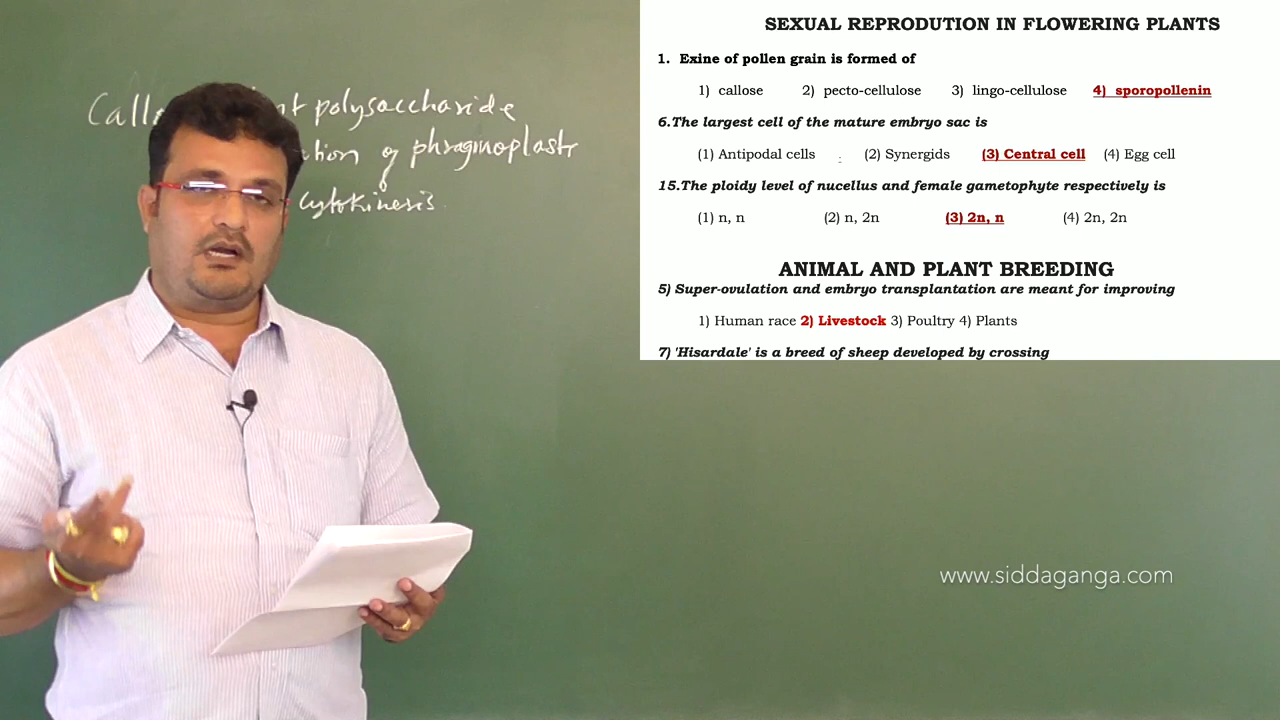 SEXUAL REPRODUTION IN FLOWERING PLANTS
1. Exine of pollen grain is formed of
1) callose 2) pecto-cellulose 3) lingo-cellulose 4) sporopollenin
6.The largest cell of the mature embryo sac is
(1) Antipodal cells (2) Synergids (3) Central cell (4) Egg cell
15.The ploidy level of nucellus and female gametophyte respectively is
(1) n, n (2) n, 2n (3) 2n, n (4) 2n, 2n
ANIMAL AND PLANT BREEDING
5) Super-ovulation and embryo transplantation are meant for improving
1) Human race 2) Livestock 3) Poultry 4) Plants
7) 'Hisardale' is a breed of sheep developed by crossing
polysaccharide
of phragmoplast
cytokinesis.
www.siddaganga.com